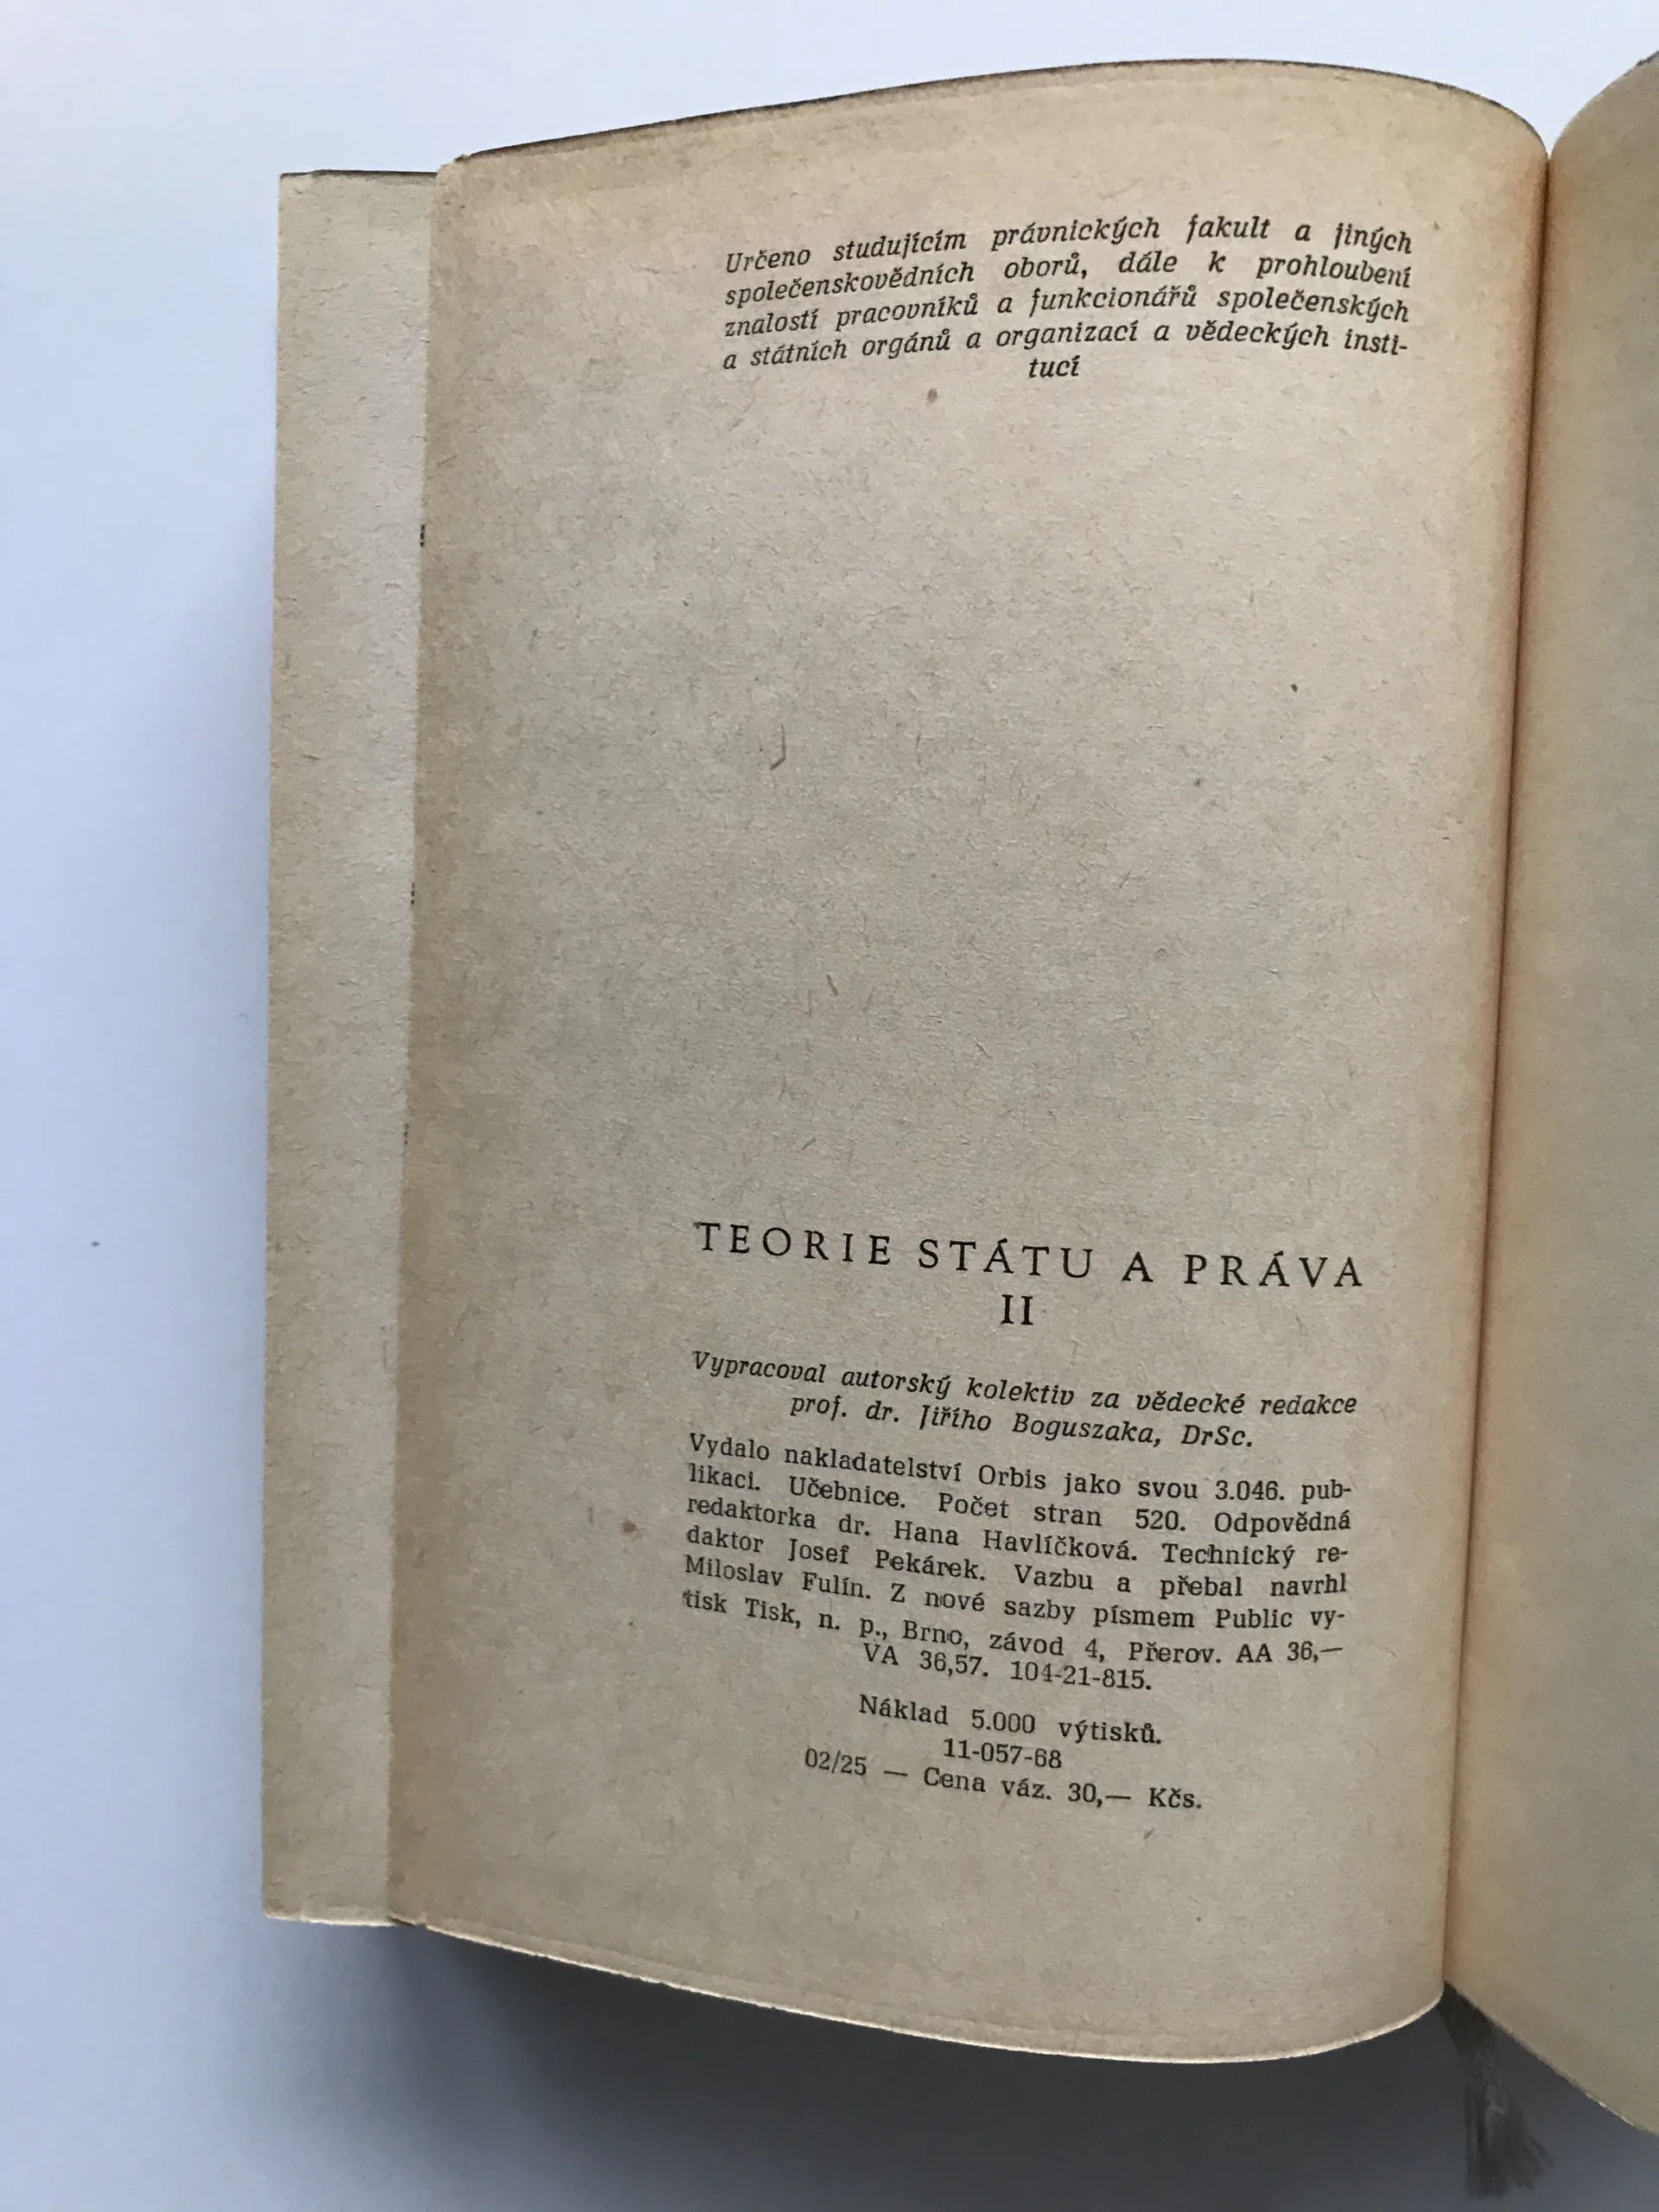 Určeno studujícím právnických fakult a jiných
společenskovědních oborů, dále k prohloubení
znalostí pracovníků a funkcionářů společenských
a státních orgánů a organizací a vědeckých insti-
tucí
TEORIE STÁTU A PRÁVA
II
Vypracoval autorský kolektiv za vědecké redakce
prof. dr. Jiřího Boguszaka, DrSc.
Vydalo nakladatelství Orbis jako svou 3.046. pub-
likaci. Učebnice. Počet stran 520. Odpovědná
redaktorka dr. Hana Havlíčková. Technický re-
daktor Josef Pekárek. Vazbu a přebal navrhl
Miloslav Fulín. Z nové sazby písmem Public vy-
tisk Tisk, n. p., Brno, závod 4, Přerov. AA 36,—
VA 36,57. 104-21-815.
Náklad 5.000 výtisků.
11-057-68
02/25 — Cena váz. 30,— Kčs.